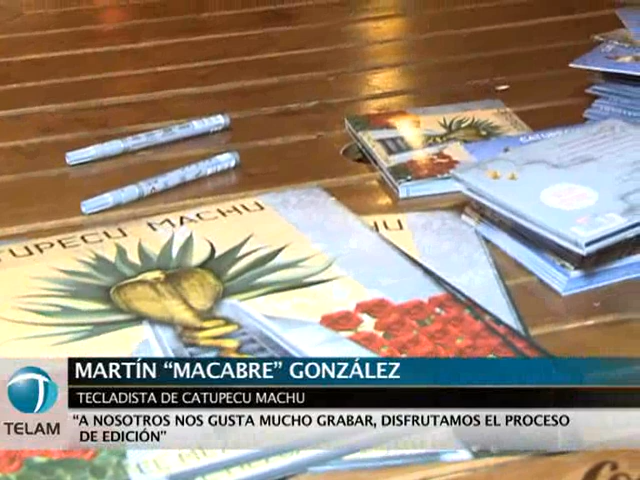 CATUPECU
TUPECU MACHU
MARTÍN “MACABRE” GONZÁLEZ
TECLADISTA DE CATUPECU MACHU
“A NOSOTROS NOS GUSTA MUCHO GRABAR, DISFRUTAMOS EL PROCESO
DE EDICIÓN”
TELAM